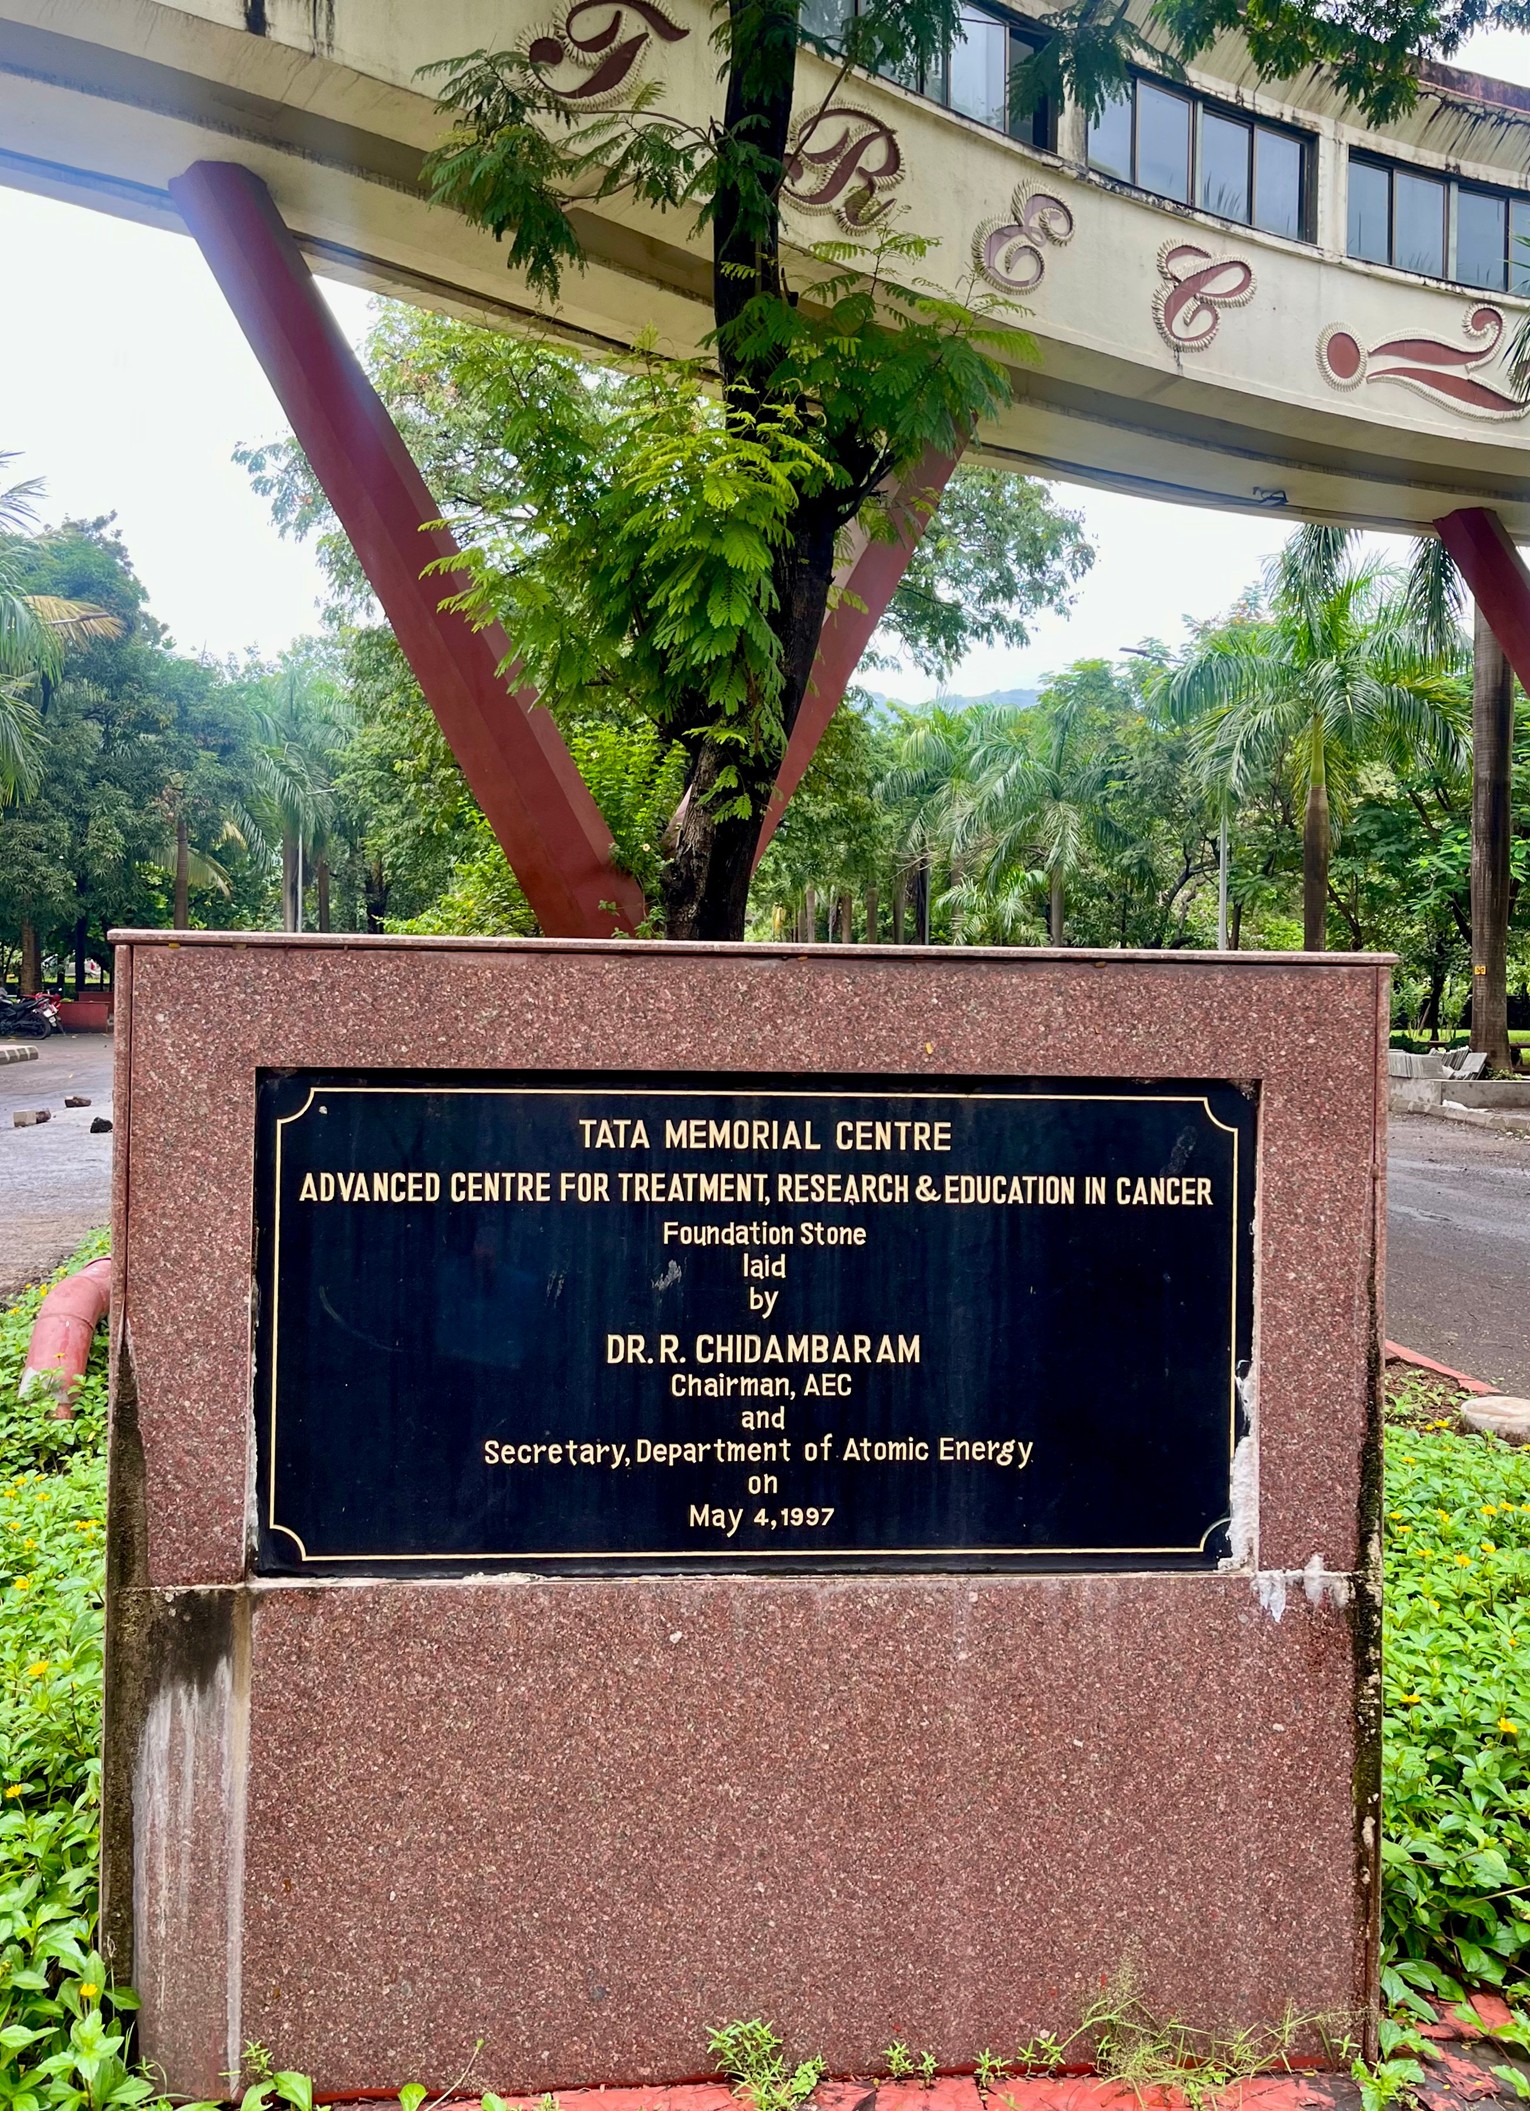 T R E C
TATA MEMORIAL CENTRE
ADVANCED CENTRE FOR TREATMENT, RESEARCH & EDUCATION IN CANCER
Foundation Stone
laid
by
DR. R. CHIDAMBARAM
Chairman, AEC
and
Secretary, Department of Atomic Energy
on
May 4, 1997